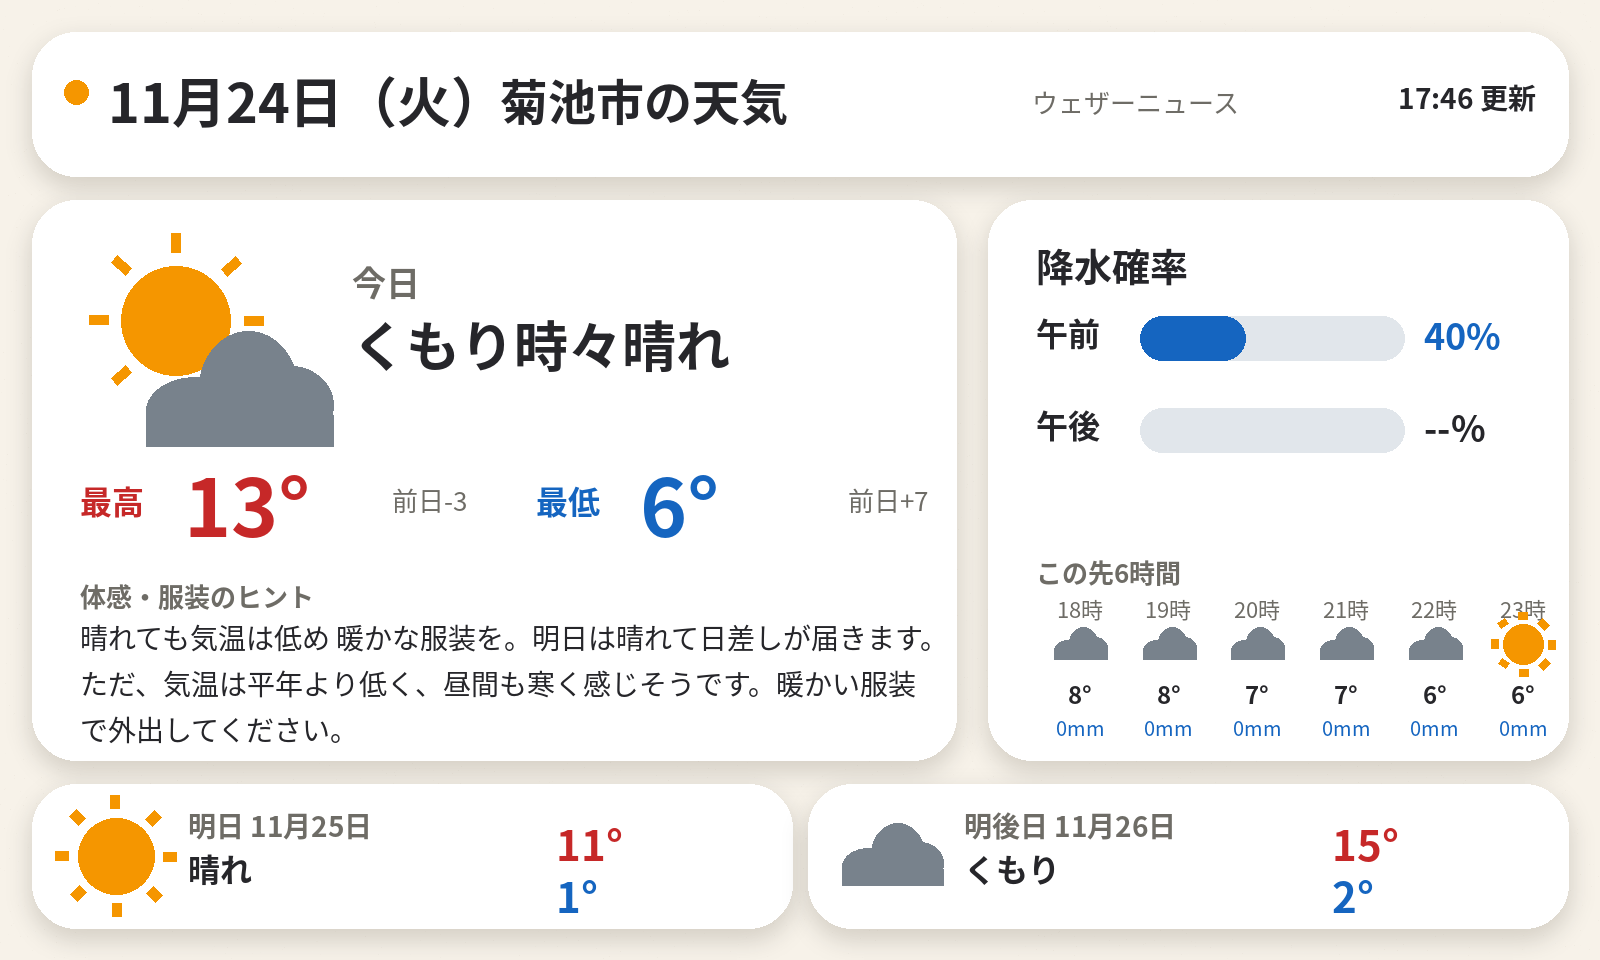 11月24日（火）菊池市の天気
ウェザーニュース
17:46 更新
今日
くもり時々晴れ
最高 13° 前日-3 最低 6° 前日+7
体感・服装のヒント
晴れても気温は低め 暖かな服装を。明日は晴れて日差しが届きます。
ただ、気温は平年より低く、昼間も寒く感じそうです。暖かい服装
で外出してください。
降水確率
午前 40%
午後 --%
この先6時間
18時 19時 20時 21時 22時 23時
8° 8° 7° 7° 6° 6°
0mm 0mm 0mm 0mm 0mm 0mm
明日 11月25日
晴れ
11°
1°
明後日 11月26日
くもり
15°
2°